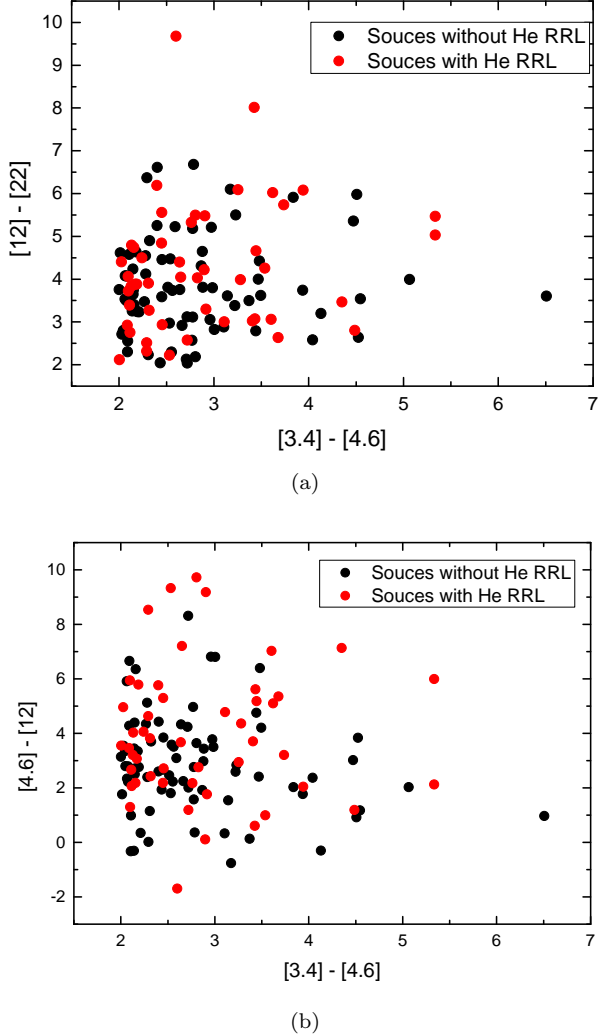 10
9
8
7
6
5
4
3
2
[12] - [22]
Souces without He RRL
Souces with He RRL
2 3 4 5 6 7
[3.4] - [4.6]
(a)
10
8
6
4
2
0
-2
[4.6] - [12]
Souces without He RRL
Souces with He RRL
2 3 4 5 6 7
[3.4] - [4.6]
(b)